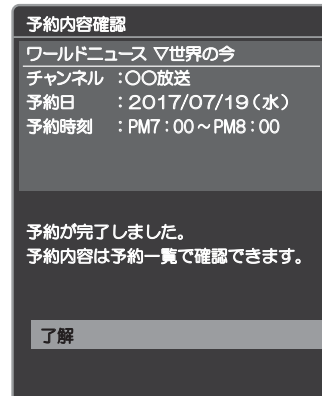 予約内容確認
ワールドニュース ▽世界の今
チャンネル ：〇〇放送
予約日 ：2017/07/19（水）
予約時刻 ：PM7：00～PM8：00
予約が完了しました。
予約内容は予約一覧で確認できます。
了解